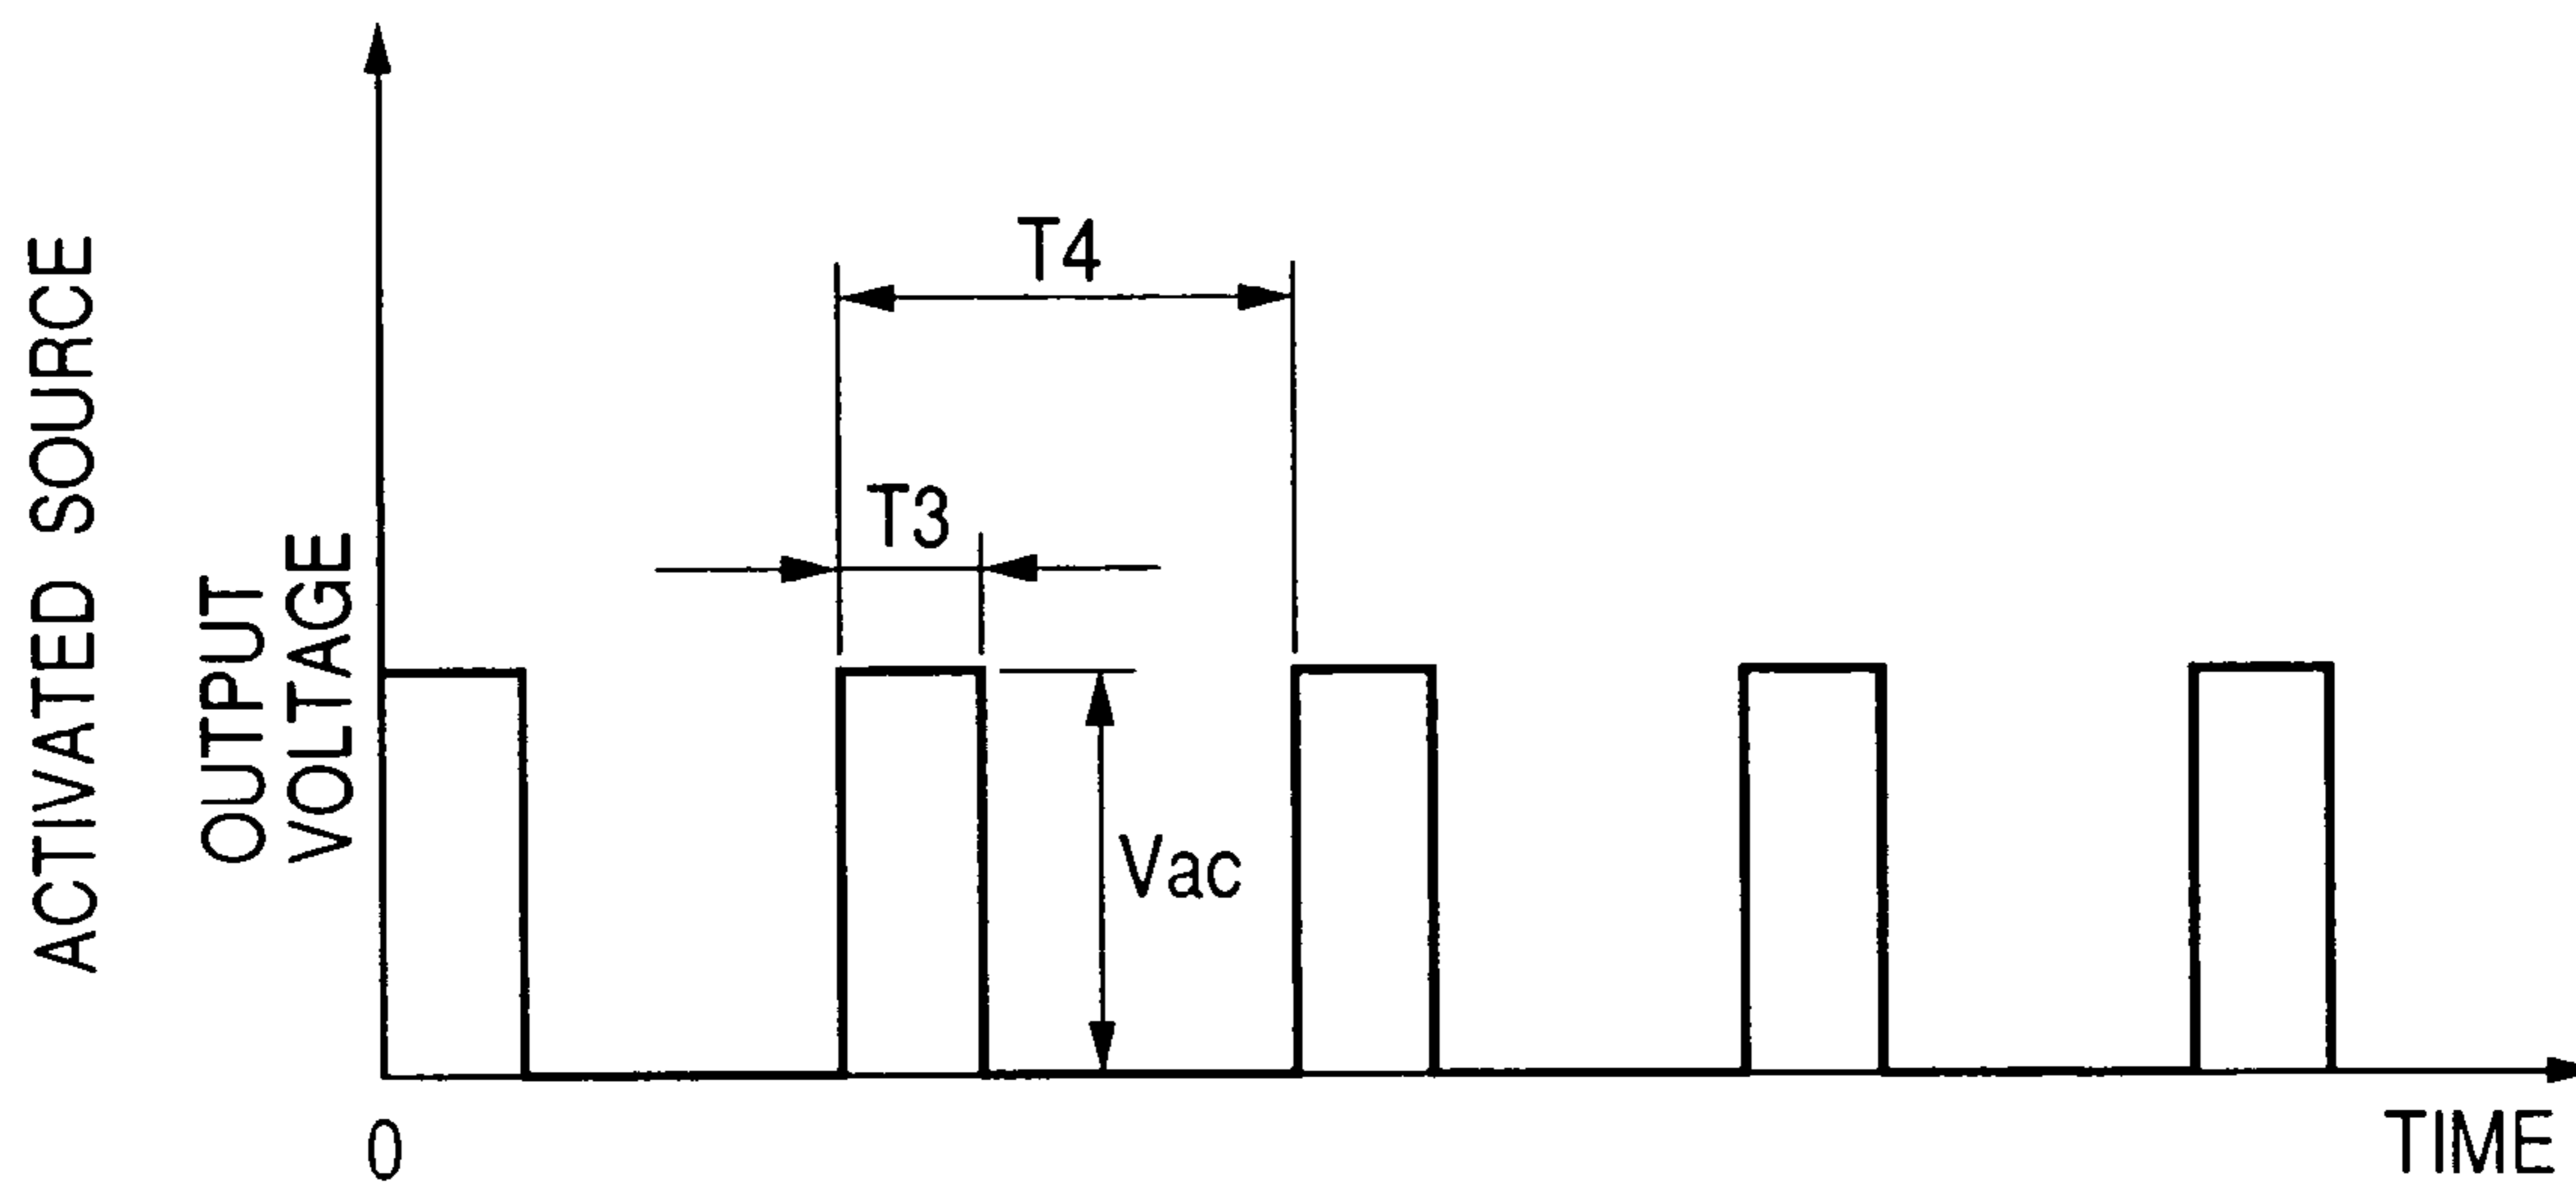 ACTIVATED SOURCE
OUTPUT
VOLTAGE
T4
T3
Vac
0
TIME